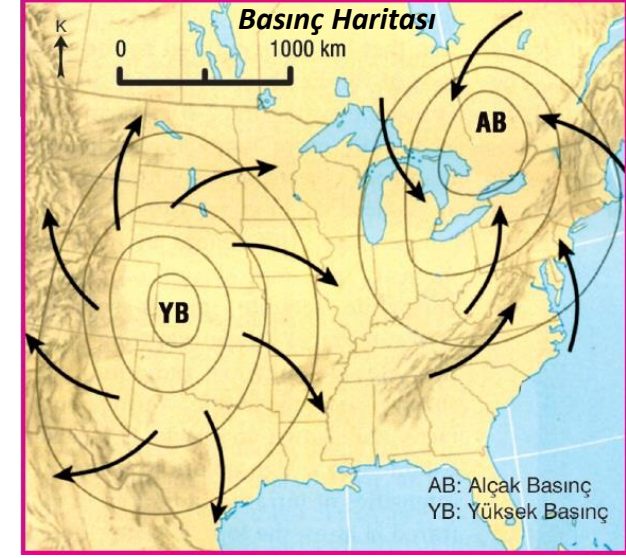 Basınç Haritası
K
0 1000 km
AB
YB
AB: Alçak Basınç
YB: Yüksek Basınç